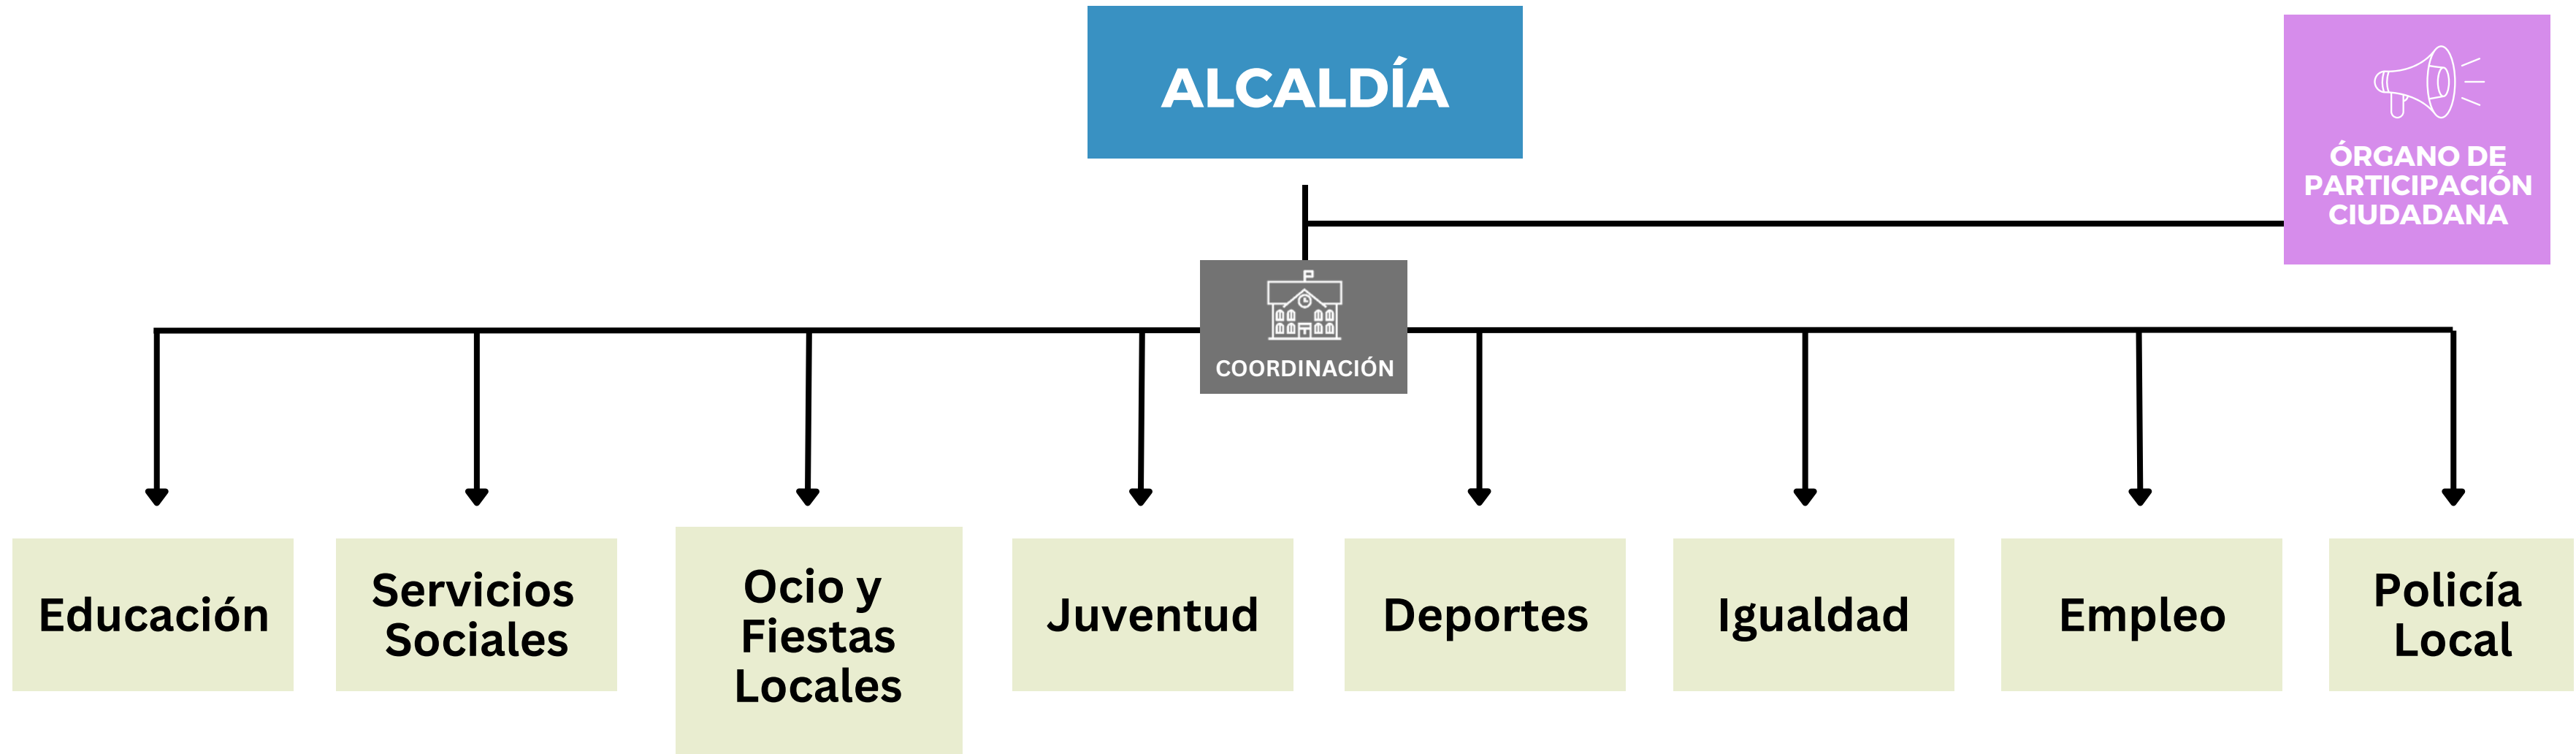 ALCALDÍA
ÓRGANO DE
PARTICIPACIÓN
CIUDADANA
COORDINACIÓN
Educación
Servicios
Sociales
Ocio y
Fiestas
Locales
Juventud
Deportes
Igualdad
Empleo
Policía
Local